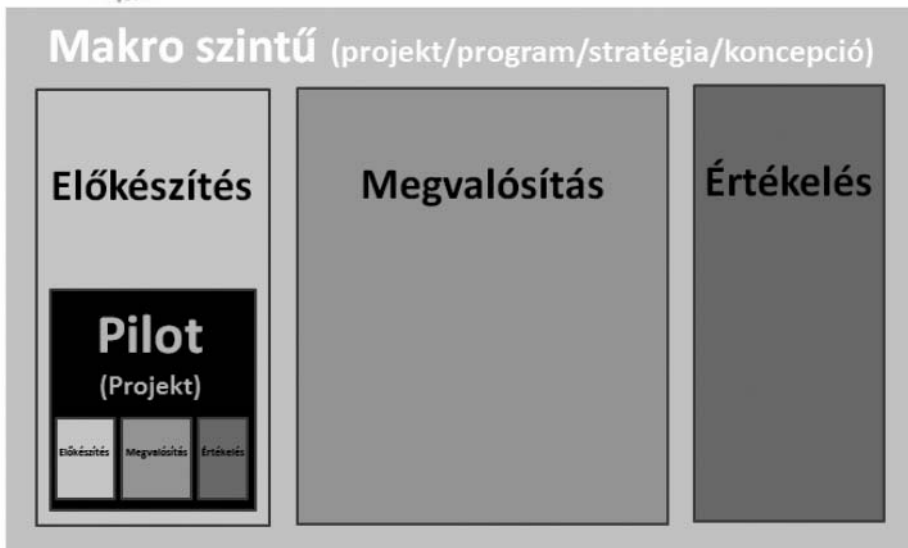 Makro szintű (projekt/program/stratégia/koncepció)
Előkészítés
Megvalósítás
Értékelés
Pilot
(Projekt)
Előkészítés
Megvalósítás
Értékelés